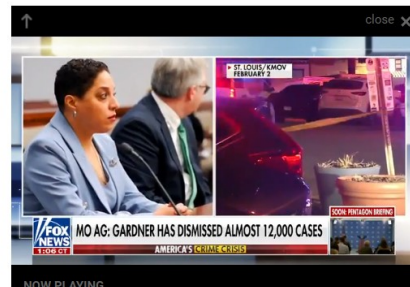 close
▸ ST. LOUIS/KMOV
FEBRUARY 2
SOON: PENTAGON BRIEFING
FOX
NEWS
1:06 CT
MO AG: GARDNER HAS DISMISSED ALMOST 12,000 CASES
AMERICA'S CRIME CRISIS
NOW PLAYING